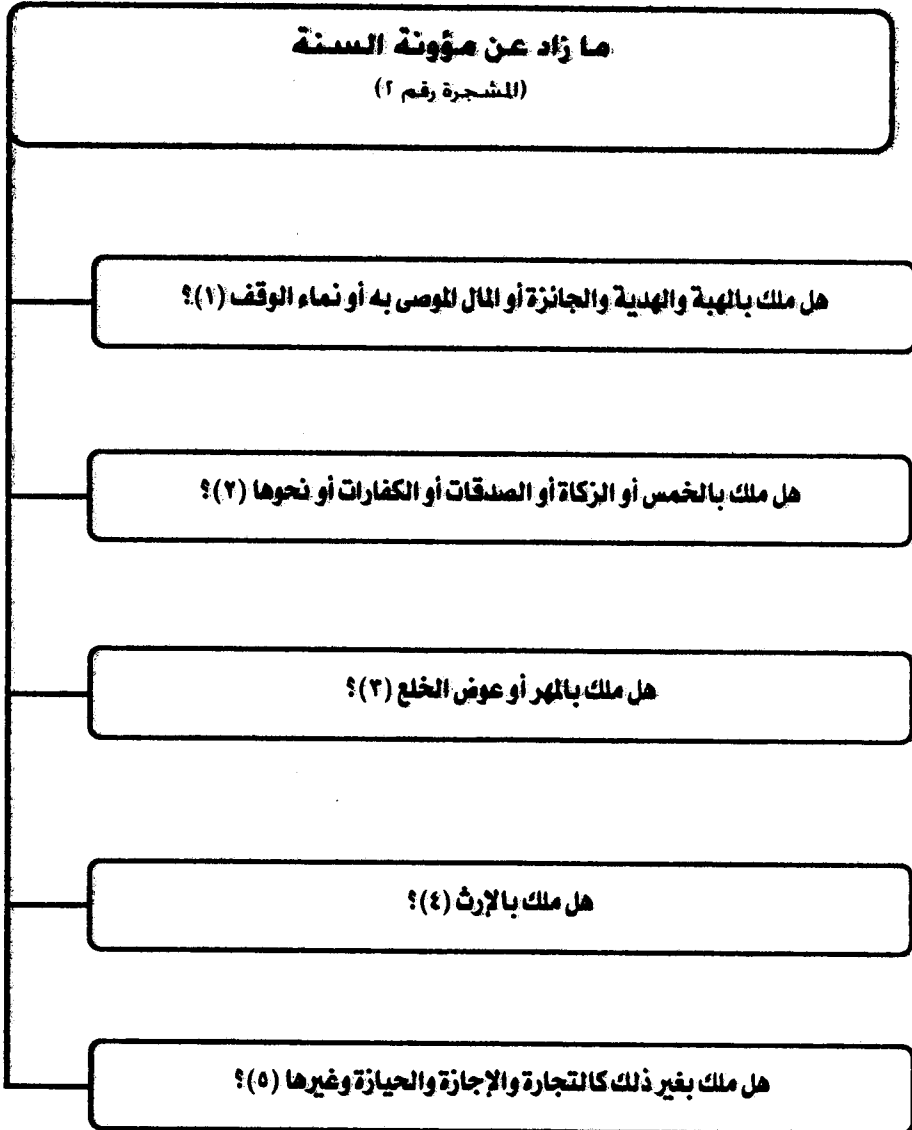 ما زاد عن مؤونة السنة
(المشجرة رقم ٢)
هل ملك بالهبة والهدية والجائزة أو المال الموصى به أو نماء الوقف (١)؟
هل ملك بالخمس أو الزكاة أو الصدقات أو الكفارات أو نحوها (٢)؟
هل ملك بالمهر أو عوض الخلع (٣)؟
هل ملك بالإرث (٤)؟
هل ملك بغير ذلك كالتجارة والإجازة والحيازة وغيرها (٥)؟